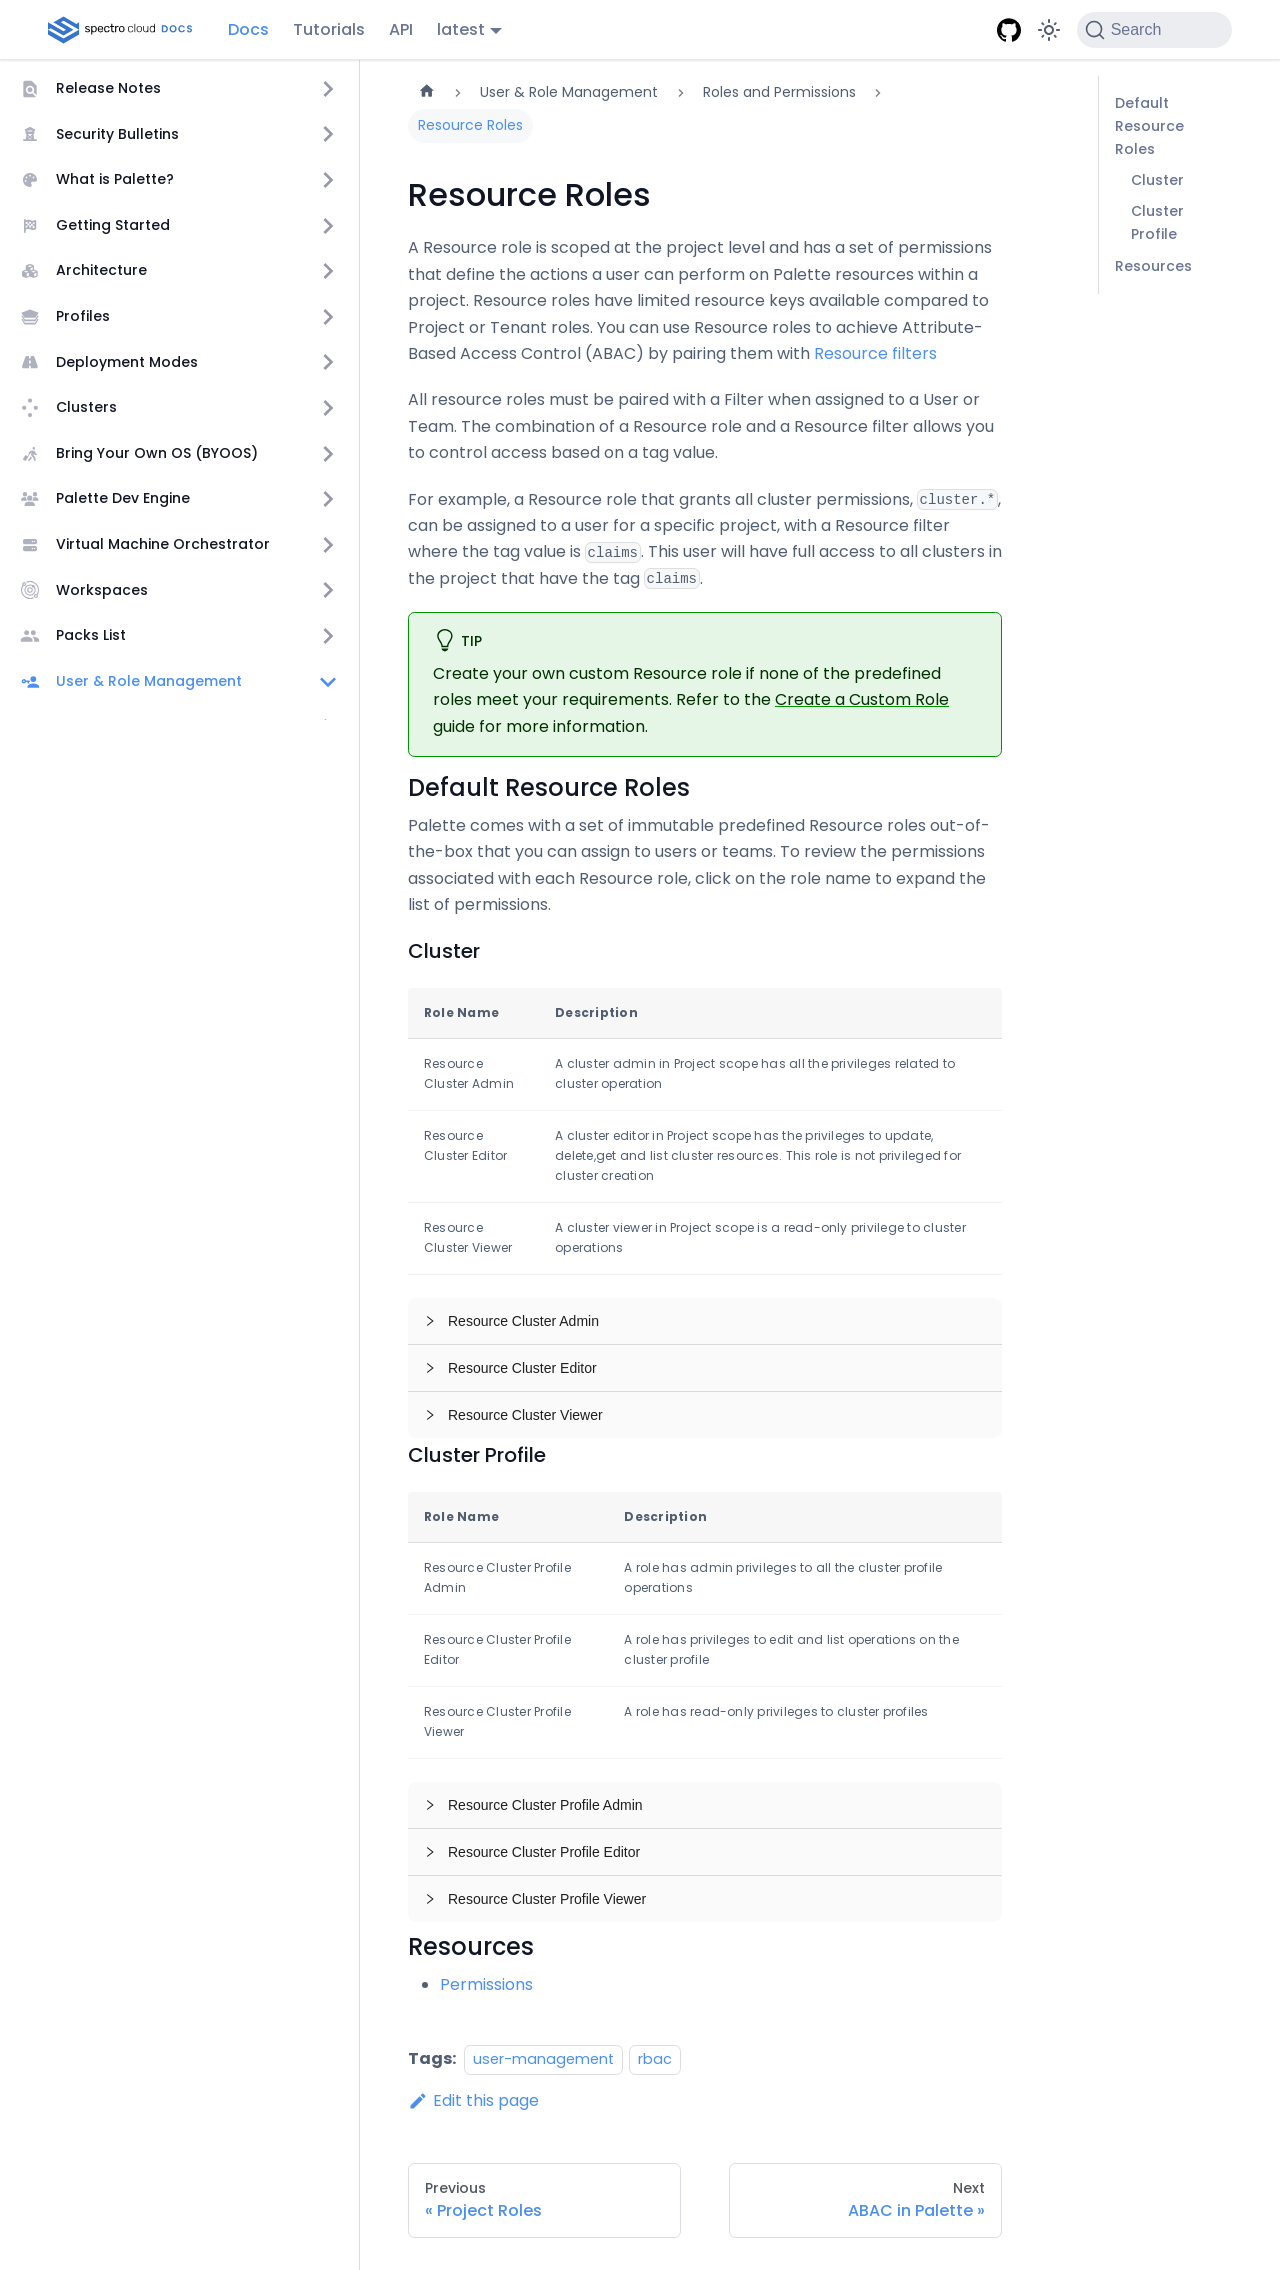 spectro cloud DOCS
Docs
Tutorials
API
latest
Search
Release Notes
Security Bulletins
What is Palette?
Getting Started
Architecture
Profiles
Deployment Modes
Clusters
Bring Your Own OS (BYOOS)
Palette Dev Engine
Virtual Machine Orchestrator
Workspaces
Packs List
User & Role Management
User & Role Management
Roles and Permissions
Resource Roles
Resource Roles
A Resource role is scoped at the project level and has a set of permissions
that define the actions a user can perform on Palette resources within a
project. Resource roles have limited resource keys available compared to
Project or Tenant roles. You can use Resource roles to achieve Attribute-
Based Access Control (ABAC) by pairing them with Resource filters
All resource roles must be paired with a Filter when assigned to a User or
Team. The combination of a Resource role and a Resource filter allows you
to control access based on a tag value.
For example, a Resource role that grants all cluster permissions, cluster.*,
can be assigned to a user for a specific project, with a Resource filter
where the tag value is claims. This user will have full access to all clusters in
the project that have the tag claims.
TIP
Create your own custom Resource role if none of the predefined
roles meet your requirements. Refer to the Create a Custom Role
guide for more information.
Default Resource Roles
Palette comes with a set of immutable predefined Resource roles out-of-
the-box that you can assign to users or teams. To review the permissions
associated with each Resource role, click on the role name to expand the
list of permissions.
Cluster
Role Name
Description
Resource
Cluster Admin
A cluster admin in Project scope has all the privileges related to
cluster operation
Resource
Cluster Editor
A cluster editor in Project scope has the privileges to update,
delete,get and list cluster resources. This role is not privileged for
cluster creation
Resource
Cluster Viewer
A cluster viewer in Project scope is a read-only privilege to cluster
operations
Resource Cluster Admin
Resource Cluster Editor
Resource Cluster Viewer
Cluster Profile
Role Name
Description
Resource Cluster Profile
Admin
A role has admin privileges to all the cluster profile
operations
Resource Cluster Profile
Editor
A role has privileges to edit and list operations on the
cluster profile
Resource Cluster Profile
Viewer
A role has read-only privileges to cluster profiles
Resource Cluster Profile Admin
Resource Cluster Profile Editor
Resource Cluster Profile Viewer
Resources
Permissions
Tags: user-management rbac
Edit this page
Previous
« Project Roles
Next
ABAC in Palette »
Default
Resource
Roles
Cluster
Cluster
Profile
Resources